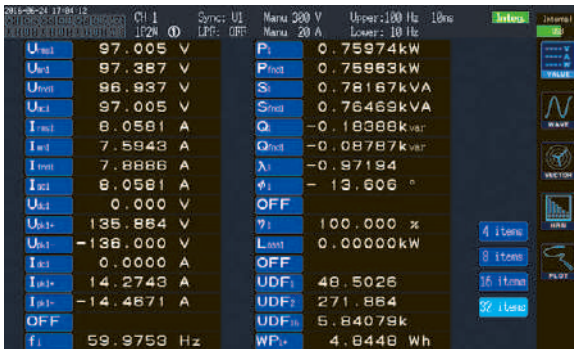 2016-06-24 17:04:12
CH 1 Sync: U1 Manu 300 V Upper:100 Hz 10ms Integ. Internal
1P2W ① LPF: OFF Manu 20 A Lower: 10 Hz
Urms1 97.005 V P1 0.75974kW
Umn1 97.387 V Pfnd1 0.75963kW VALUE
Ufnd1 96.937 V S1 0.78167kVA
Uac1 97.005 V Sfnd1 0.76469kVA
Irms1 8.0581 A Q1 -0.18388kvar WAVE
Imn1 7.5943 A Qfnd1 -0.08787kvar
Ifnd1 7.8886 A λ1 -0.97194
Iac1 8.0581 A φ1 - 13.606 ° VECTOR
Udc1 0.000 V OFF
Upk1+ 135.864 V η1 100.000 %
Upk1- -136.000 V Loss1 0.00000kW 4 items
Idc1 0.0000 A OFF 8 items
Ipk1+ 14.2743 A UDF1 48.5026 16 items PLOT
Ipk1- -14.4671 A UDF2 271.864 32 items
OFF UDF16 5.84079k
f1 59.9753 Hz WP1+ 4.8448 Wh